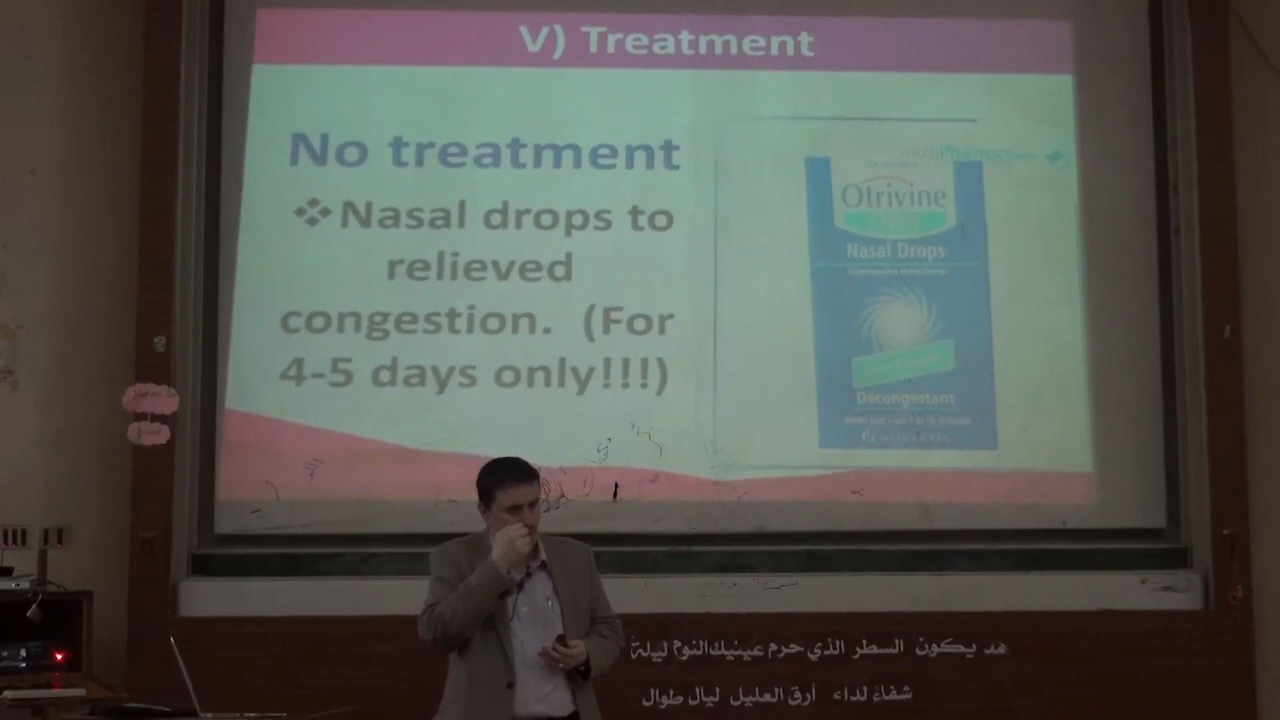 V) Treatment
No treatment
❖Nasal drops to
relieved
congestion. (For
4-5 days only!!!)
Otrivine
Nasal Drops
Decongestant
هد يكون السطر الذي حرم عينيك النوم ليلة
شفاءً لداء أرق العليل ليال طوال